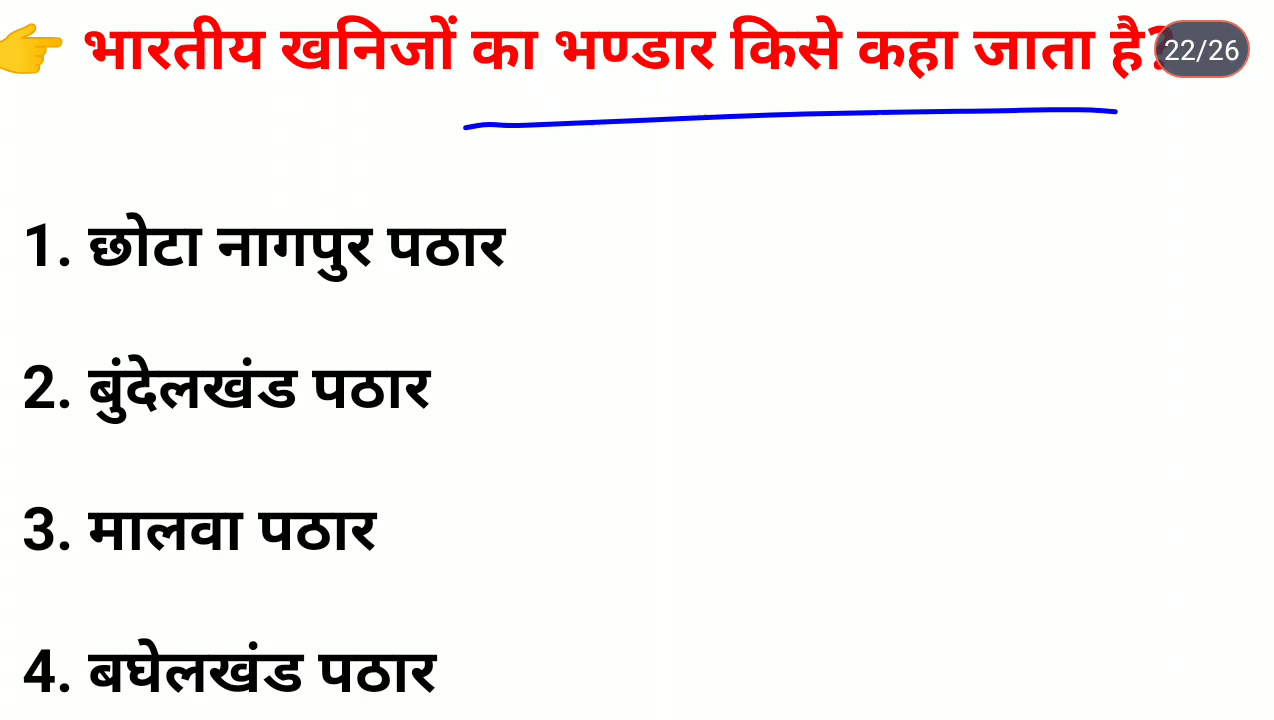 👉 भारतीय खनिजों का भण्डार किसे कहा जाता है?
22/26
1. छोटा नागपुर पठार
2. बुंदेलखंड पठार
3. मालवा पठार
4. बघेलखंड पठार